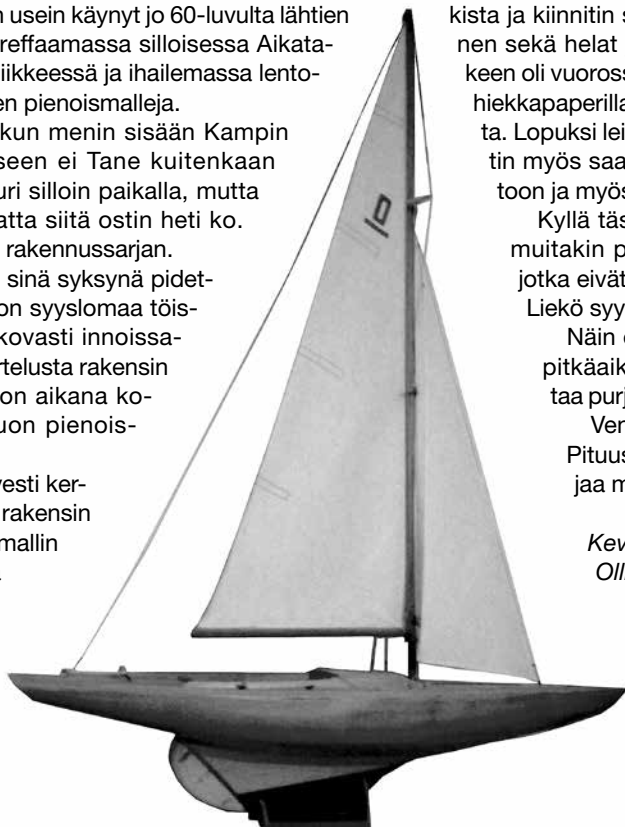 n usein käynyt jo 60-luvulta lähtien
reffaamassa silloisessa Aikata-
iikkeessä ja ihailemassa lento-
en pienoismalleja.
kun menin sisään Kampin
seen ei Tane kuitenkaan
uri silloin paikalla, mutta
atta siitä ostin heti ko.
rakennussarjan.
sinä syksynä pidet-
on syyslomaa töis-
kovasti innoissa-
rtelusta rakensin
on aikana ko-
uon pienois-
vesti ker-
rakensin
mallin
10
kista ja kiinnitin s
nen sekä helat
keen oli vuoross
hiekkapaperilla
ta. Lopuksi lei
tin myös saa
toon ja myös
Kyllä täs
muitakin p
jotka eivät
Liekö syy
Näin
pitkäaik
taa purj
Ven
Pituus
jaa m
Kev
Oll